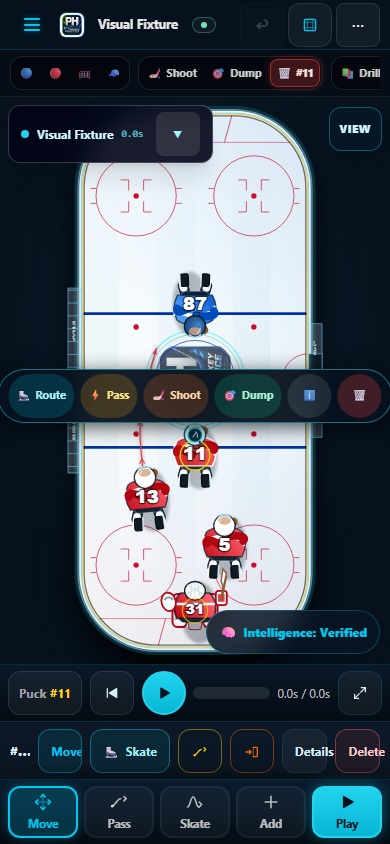 PH
Visual Fixture
...
Shoot
Dump
#11
Drill
Visual Fixture
0.0s
▼
VIEW
87
Route
Pass
Shoot
Dump
11
13
5
31
Intelligence: Verified
Puck #11
0.0s / 0.0s
#...
Move
Skate
Details
Delete
Move
Pass
Skate
Add
Play